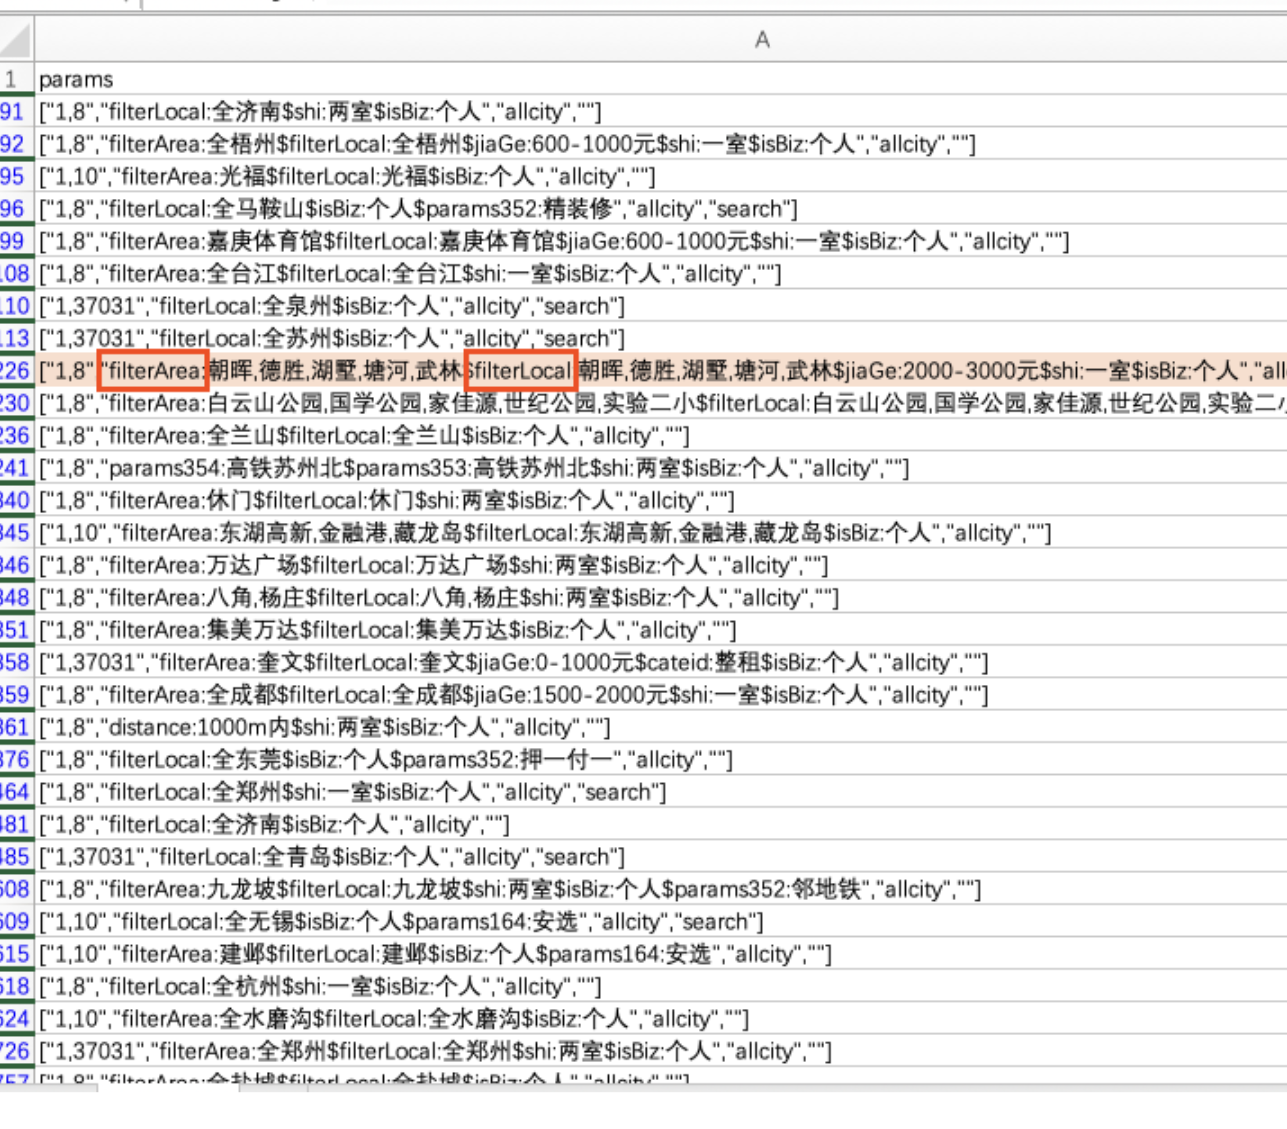 A
1 params
91 ["1,8","filterLocal:全济南$shi:两室$isBiz:个人","allcity",""]
92 ["1,8","filterArea:全梧州$filterLocal:全梧州$jiaGe:600-1000元$shi:一室$isBiz:个人","allcity",""]
95 ["1,10","filterArea:光福$filterLocal:光福$isBiz:个人","allcity",""]
96 ["1,8","filterLocal:全马鞍山$isBiz:个人$params352:精装修","allcity","search"]
99 ["1,8","filterArea:嘉庚体育馆$filterLocal:嘉庚体育馆$jiaGe:600-1000元$shi:一室$isBiz:个人","allcity",""]
108 ["1,8","filterArea:全台江$filterLocal:全台江$shi:一室$isBiz:个人","allcity",""]
110 ["1,37031","filterLocal:全泉州$isBiz:个人","allcity","search"]
113 ["1,37031","filterLocal:全苏州$isBiz:个人","allcity","search"]
226 ["1,8","filterArea:朝晖,德胜,湖墅,塘河,武林$filterLocal:朝晖,德胜,湖墅,塘河,武林$jiaGe:2000-3000元$shi:一室$isBiz:个人","all
230 ["1,8","filterArea:白云山公园,国学公园,家佳源,世纪公园,实验二小$filterLocal:白云山公园,国学公园,家佳源,世纪公园,实验二小
236 ["1,8","filterArea:全兰山$filterLocal:全兰山$isBiz:个人","allcity",""]
241 ["1,8","params354:高铁苏州北$params353:高铁苏州北$shi:两室$isBiz:个人","allcity",""]
340 ["1,8","filterArea:休门$filterLocal:休门$shi:两室$isBiz:个人","allcity",""]
345 ["1,10","filterArea:东湖高新,金融港,藏龙岛$filterLocal:东湖高新,金融港,藏龙岛$isBiz:个人","allcity",""]
346 ["1,8","filterArea:万达广场$filterLocal:万达广场$shi:两室$isBiz:个人","allcity",""]
348 ["1,8","filterArea:八角,杨庄$filterLocal:八角,杨庄$shi:两室$isBiz:个人","allcity",""]
351 ["1,8","filterArea:集美万达$filterLocal:集美万达$isBiz:个人","allcity",""]
358 ["1,37031","filterArea:奎文$filterLocal:奎文$jiaGe:0-1000元$cateid:整租$isBiz:个人","allcity",""]
359 ["1,8","filterArea:全成都$filterLocal:全成都$jiaGe:1500-2000元$shi:一室$isBiz:个人","allcity",""]
361 ["1,8","distance:1000m内$shi:两室$isBiz:个人","allcity",""]
376 ["1,8","filterLocal:全东莞$isBiz:个人$params352:押一付一","allcity",""]
464 ["1,8","filterLocal:全郑州$shi:一室$isBiz:个人","allcity","search"]
481 ["1,8","filterLocal:全济南$isBiz:个人","allcity",""]
485 ["1,37031","filterLocal:全青岛$isBiz:个人","allcity","search"]
608 ["1,8","filterArea:九龙坡$filterLocal:九龙坡$shi:两室$isBiz:个人$params352:邻地铁","allcity",""]
609 ["1,10","filterLocal:全无锡$isBiz:个人$params164:安选","allcity","search"]
615 ["1,10","filterArea:建邺$filterLocal:建邺$isBiz:个人$params164:安选","allcity",""]
618 ["1,8","filterLocal:全杭州$shi:一室$isBiz:个人","allcity",""]
624 ["1,10","filterArea:全水磨沟$filterLocal:全水磨沟$isBiz:个人","allcity",""]
726 ["1,37031","filterArea:全郑州$filterLocal:全郑州$shi:两室$isBiz:个人","allcity",""]
757 ["1,8","filterArea:全盐城$filterLocal:全盐城$isBiz:个人","allcity",""]